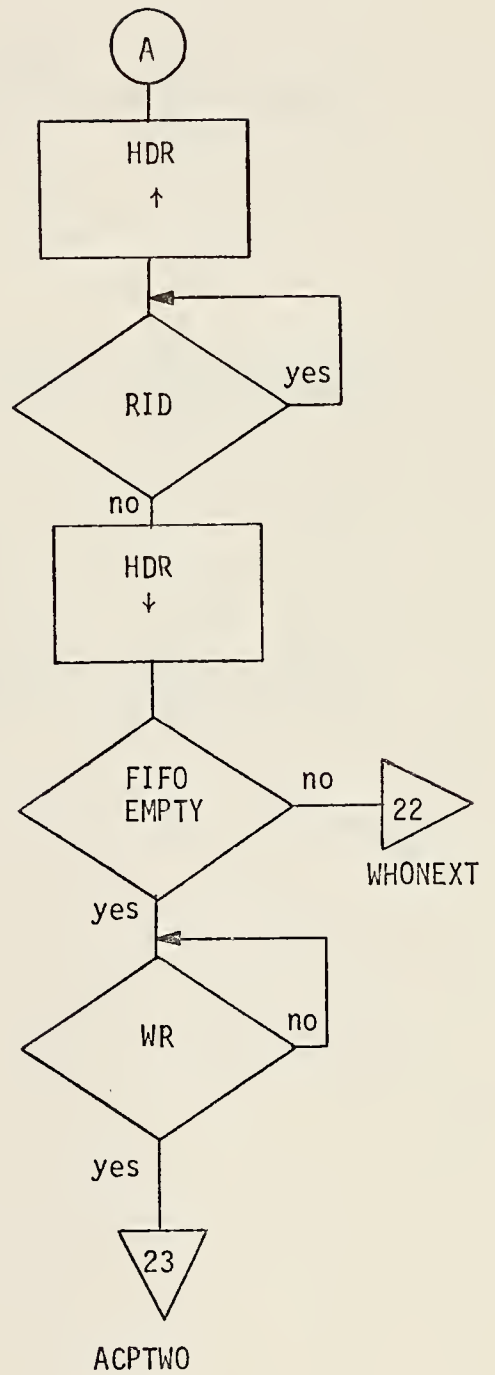 A
HDR
↑
yes
RID
no
HDR
↓
FIFO
EMPTY
no
22
WHONEXT
yes
WR
no
yes
23
ACPTWO